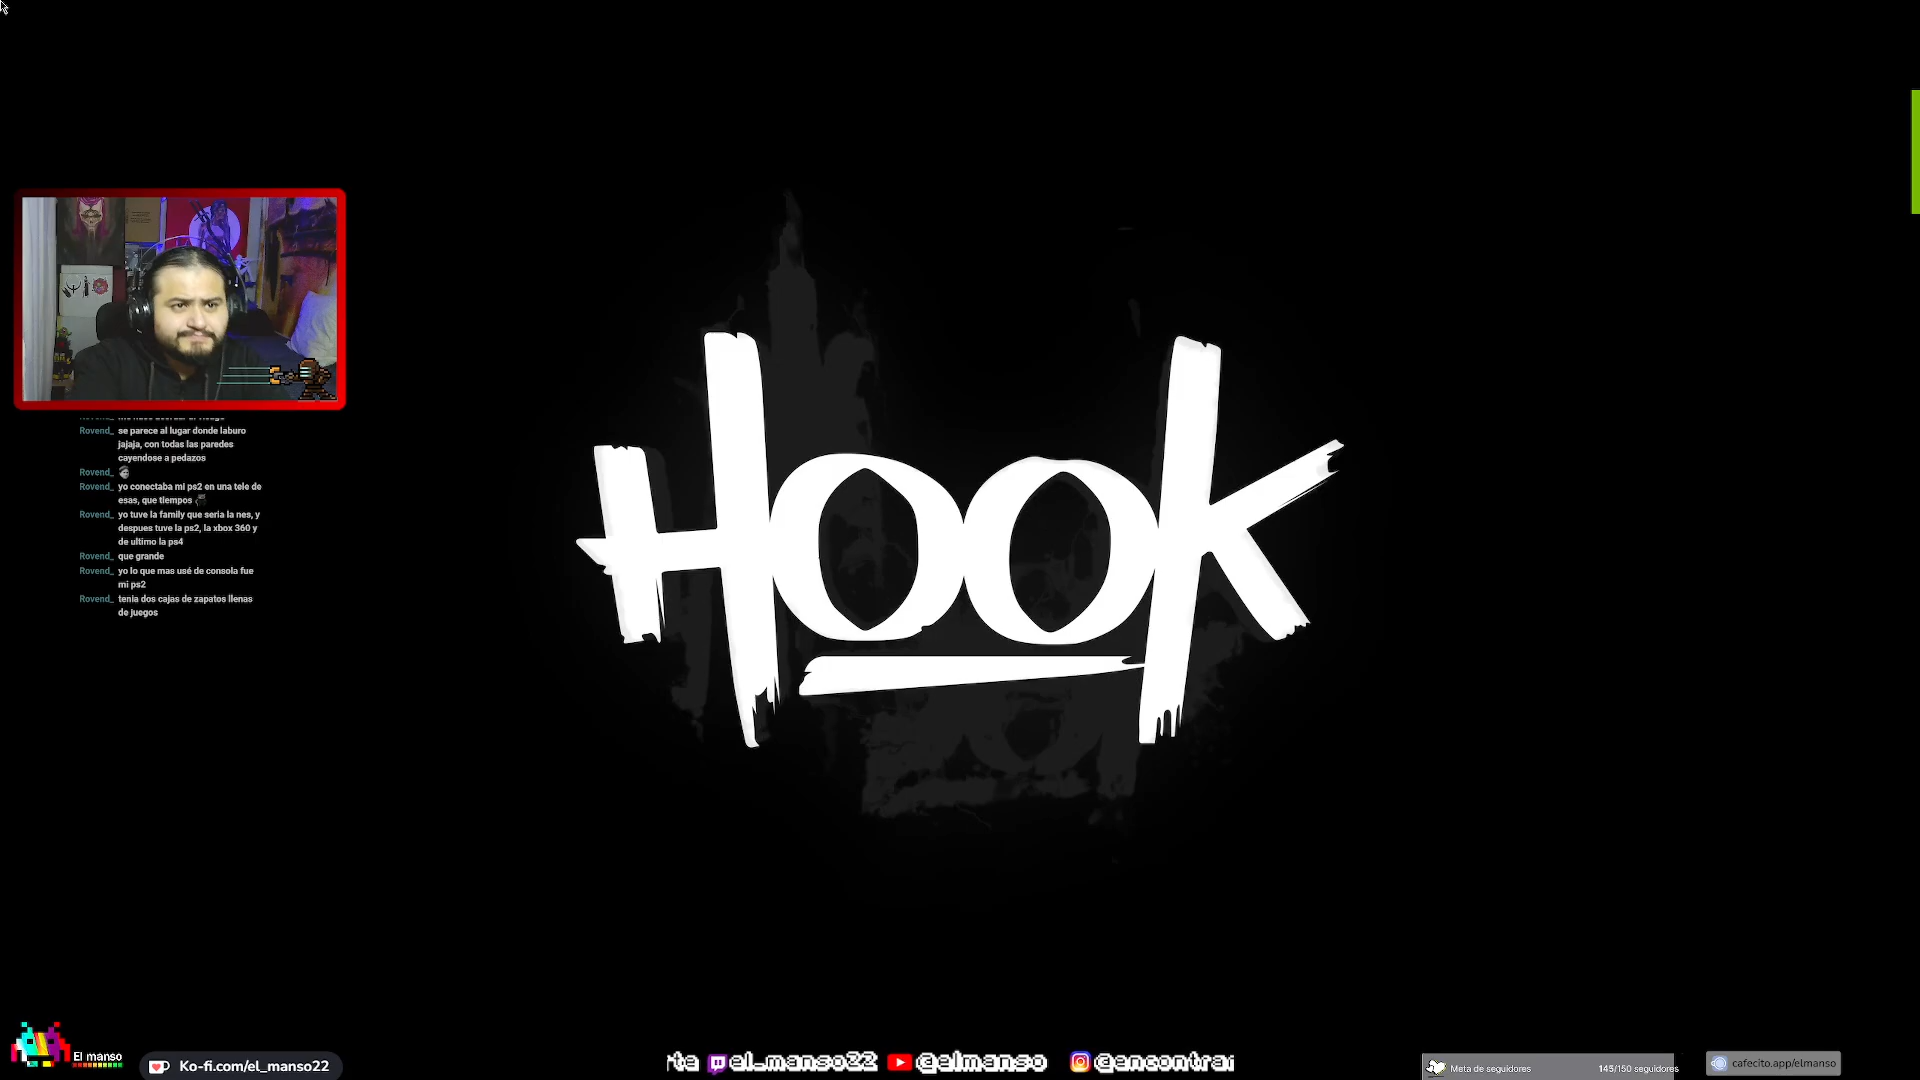 HOOK
Rovend_ se parece al lugar donde laburo
jajaja, con todas las paredes
cayendose a pedazos
Rovend_
Rovend_ yo conectaba mi ps2 en una tele de
esas, que tiempos
Rovend_ yo tuve la family que seria la nes, y
despues tuve la ps2, la xbox 360 y
de ultimo la ps4
Rovend_ que grande
Rovend_ yo lo que mas usé de consola fue
mi ps2
Rovend_ tenia dos cajas de zapatos llenas
de juegos
El manso
Ko-fi.com/el_manso22
rta el_manso22 @elmanso @encontra
Meta de seguidores 145/150 seguidores
cafecito.app/elmanso